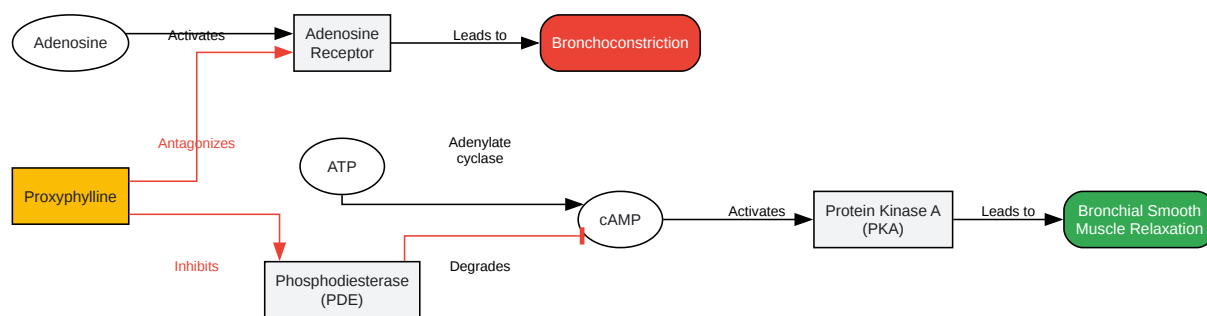 Adenosine
Activates
Adenosine
Receptor
Leads to
Bronchoconstriction
Antagonizes
Proxyphylline
ATP
Adenylate
cyclase
cAMP
Activates
Protein Kinase A
(PKA)
Leads to
Bronchial Smooth
Muscle Relaxation
Inhibits
Phosphodiesterase
(PDE)
Degrades